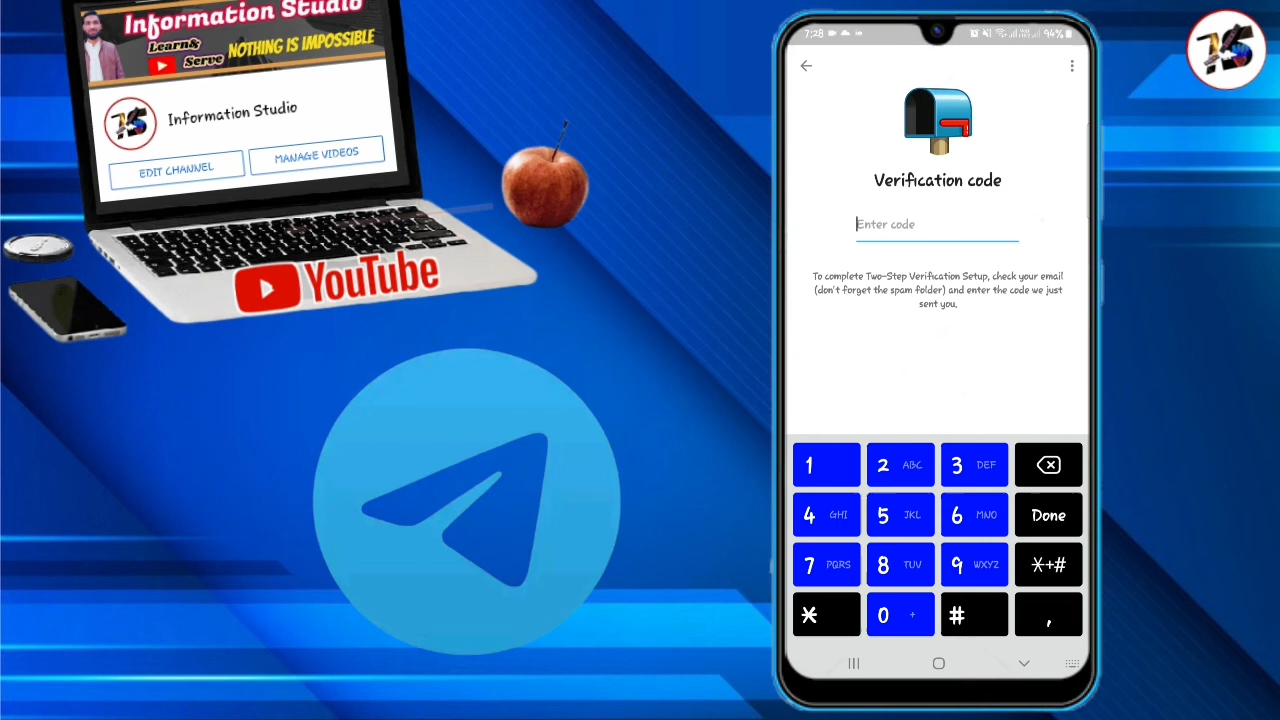 Information Studio
Learn&
Serve
NOTHING IS IMPOSSIBLE
Information Studio
EDIT CHANNEL
MANAGE VIDEOS
YouTube
7:28
94%
Verification code
Enter code
To complete Two-Step Verification Setup, check your email
(don't forget the spam folder) and enter the code we just
sent you.
1
2 ABC
3 DEF
4 GHI
5 JKL
6 MNO
Done
7 PQRS
8 TUV
9 WXYZ
*+#
*
0 +
#
,